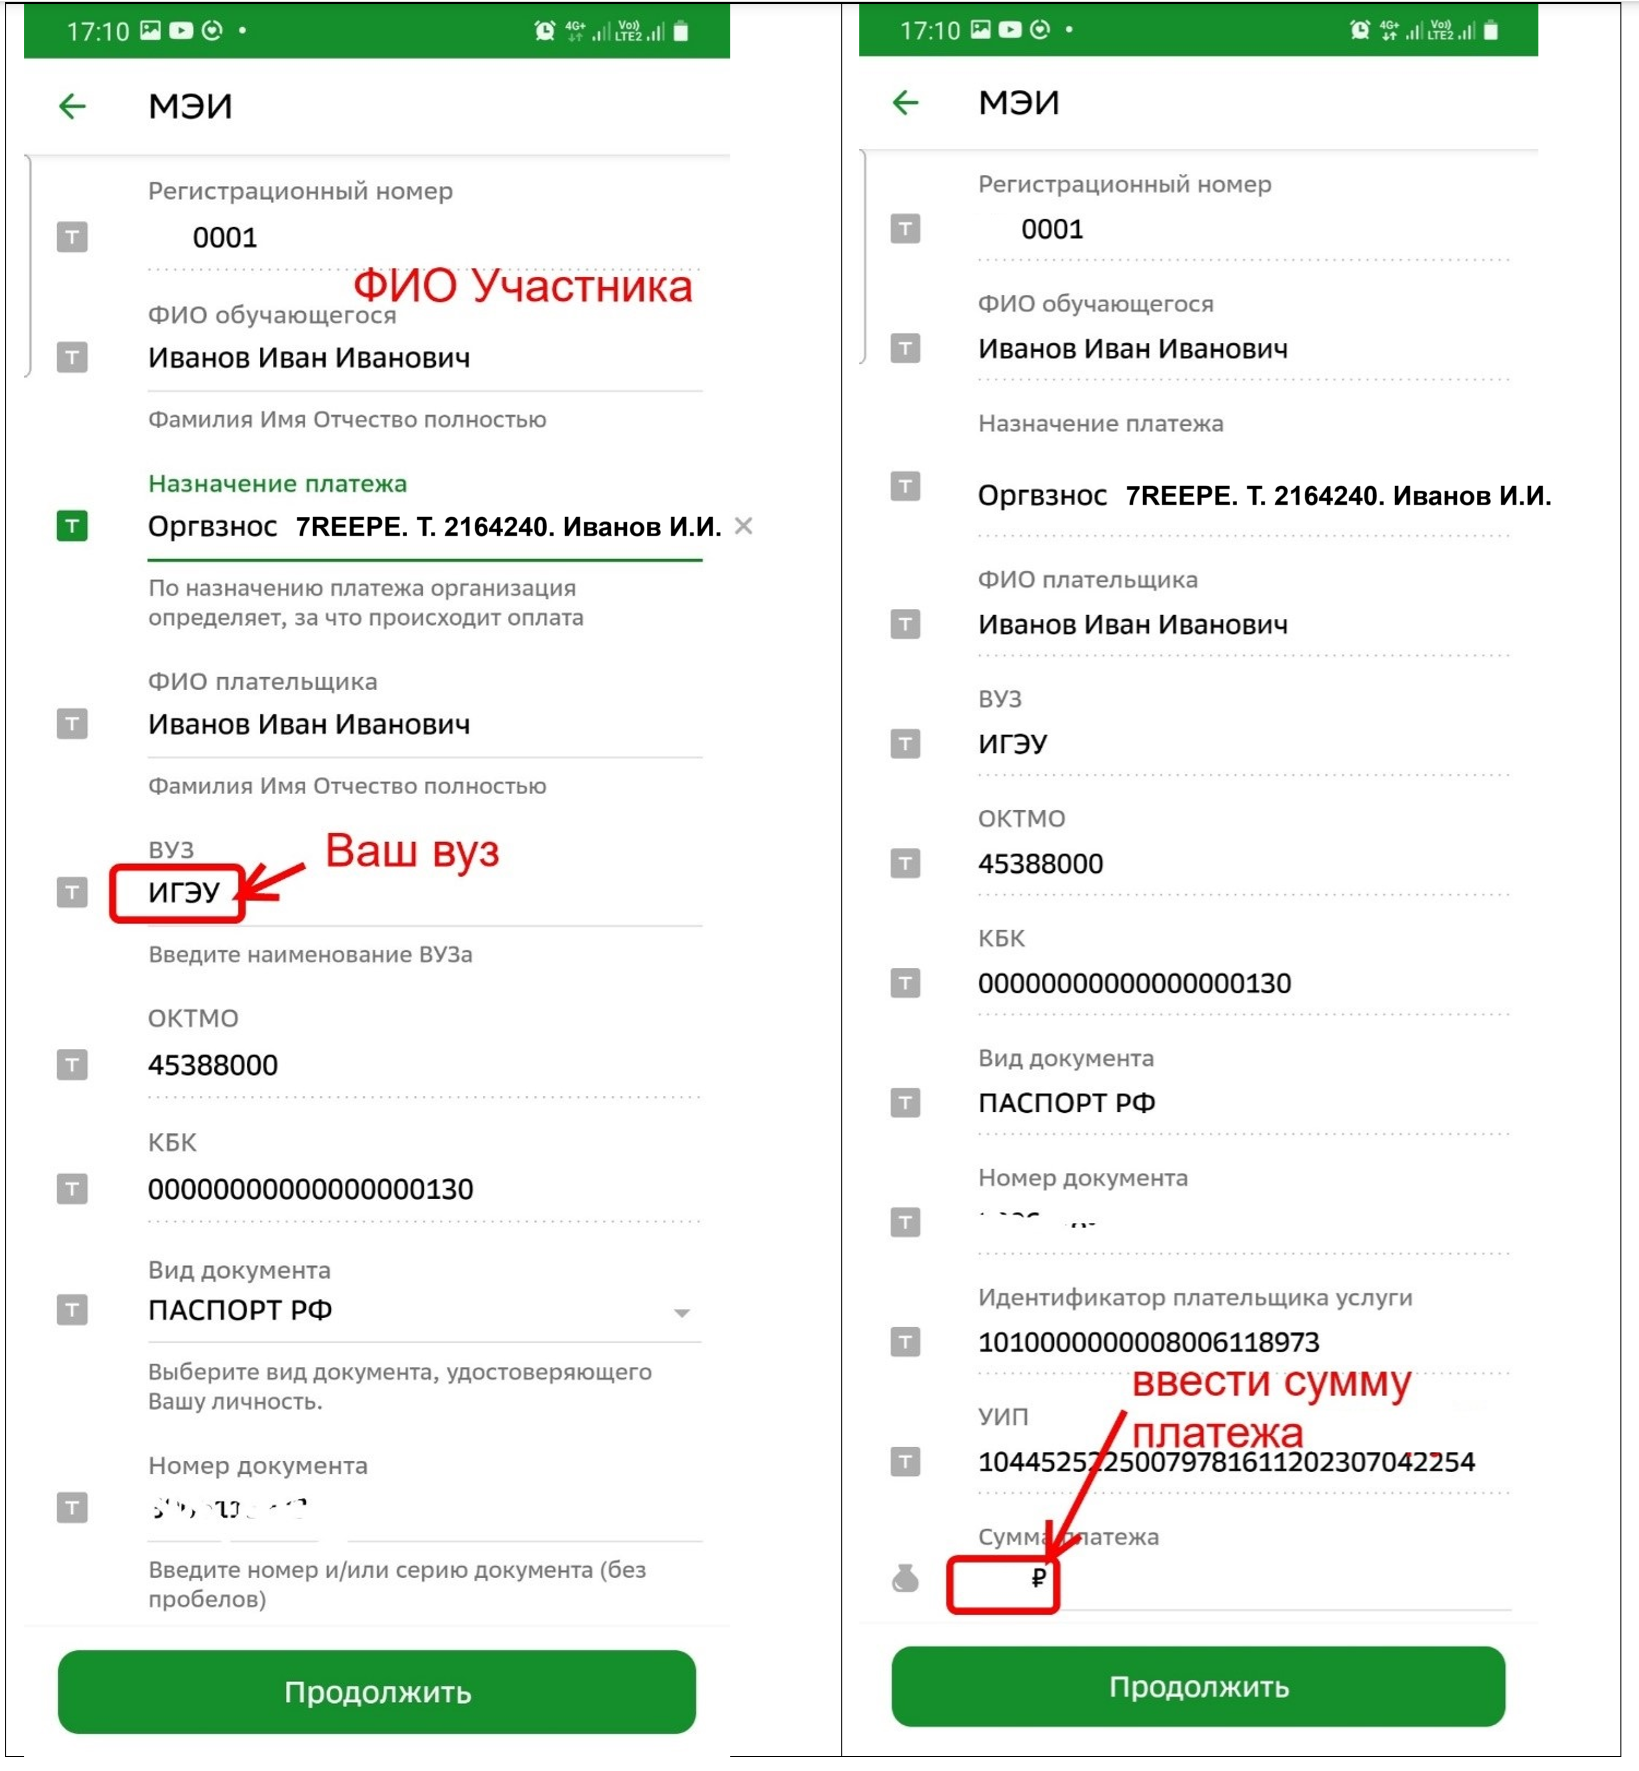 17:10
4G+ Vo)) LTE2
МЭИ
Регистрационный номер
0001
ФИО Участника
ФИО обучающегося
Иванов Иван Иванович
Фамилия Имя Отчество полностью
Назначение платежа
Оргвзнос 7REEPE. Т. 2164240. Иванов И.И.
По назначению платежа организация
определяет, за что происходит оплата
ФИО плательщика
Иванов Иван Иванович
Фамилия Имя Отчество полностью
ВУЗ
Ваш вуз
ИГЭУ
Введите наименование ВУЗа
ОКТМО
45388000
КБК
00000000000000000130
Вид документа
ПАСПОРТ РФ
Выберите вид документа, удостоверяющего
Вашу личность.
Номер документа
Введите номер и/или серию документа (без
пробелов)
Продолжить
17:10
4G+ Vo)) LTE2
МЭИ
Регистрационный номер
0001
ФИО обучающегося
Иванов Иван Иванович
Назначение платежа
Оргвзнос 7REEPE. Т. 2164240. Иванов И.И.
ФИО плательщика
Иванов Иван Иванович
ВУЗ
ИГЭУ
ОКТМО
45388000
КБК
00000000000000000130
Вид документа
ПАСПОРТ РФ
Номер документа
Идентификатор плательщика услуги
1010000000008006118973
ввести сумму
платежа
УИП
10445252250079781611202307042254
Сумма платежа
₽
Продолжить